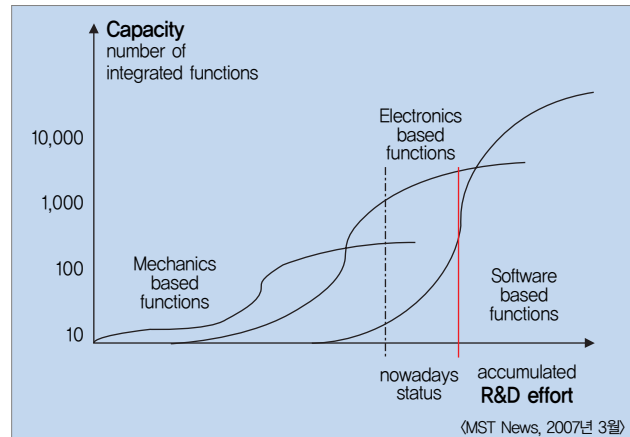 Capacity
number of
integrated functions
10,000
1,000
100
10
Electronics
based
functions
Mechanics
based
functions
Software
based
functions
nowadays
status
accumulated
R&D effort
〈MST News, 2007년 3월〉